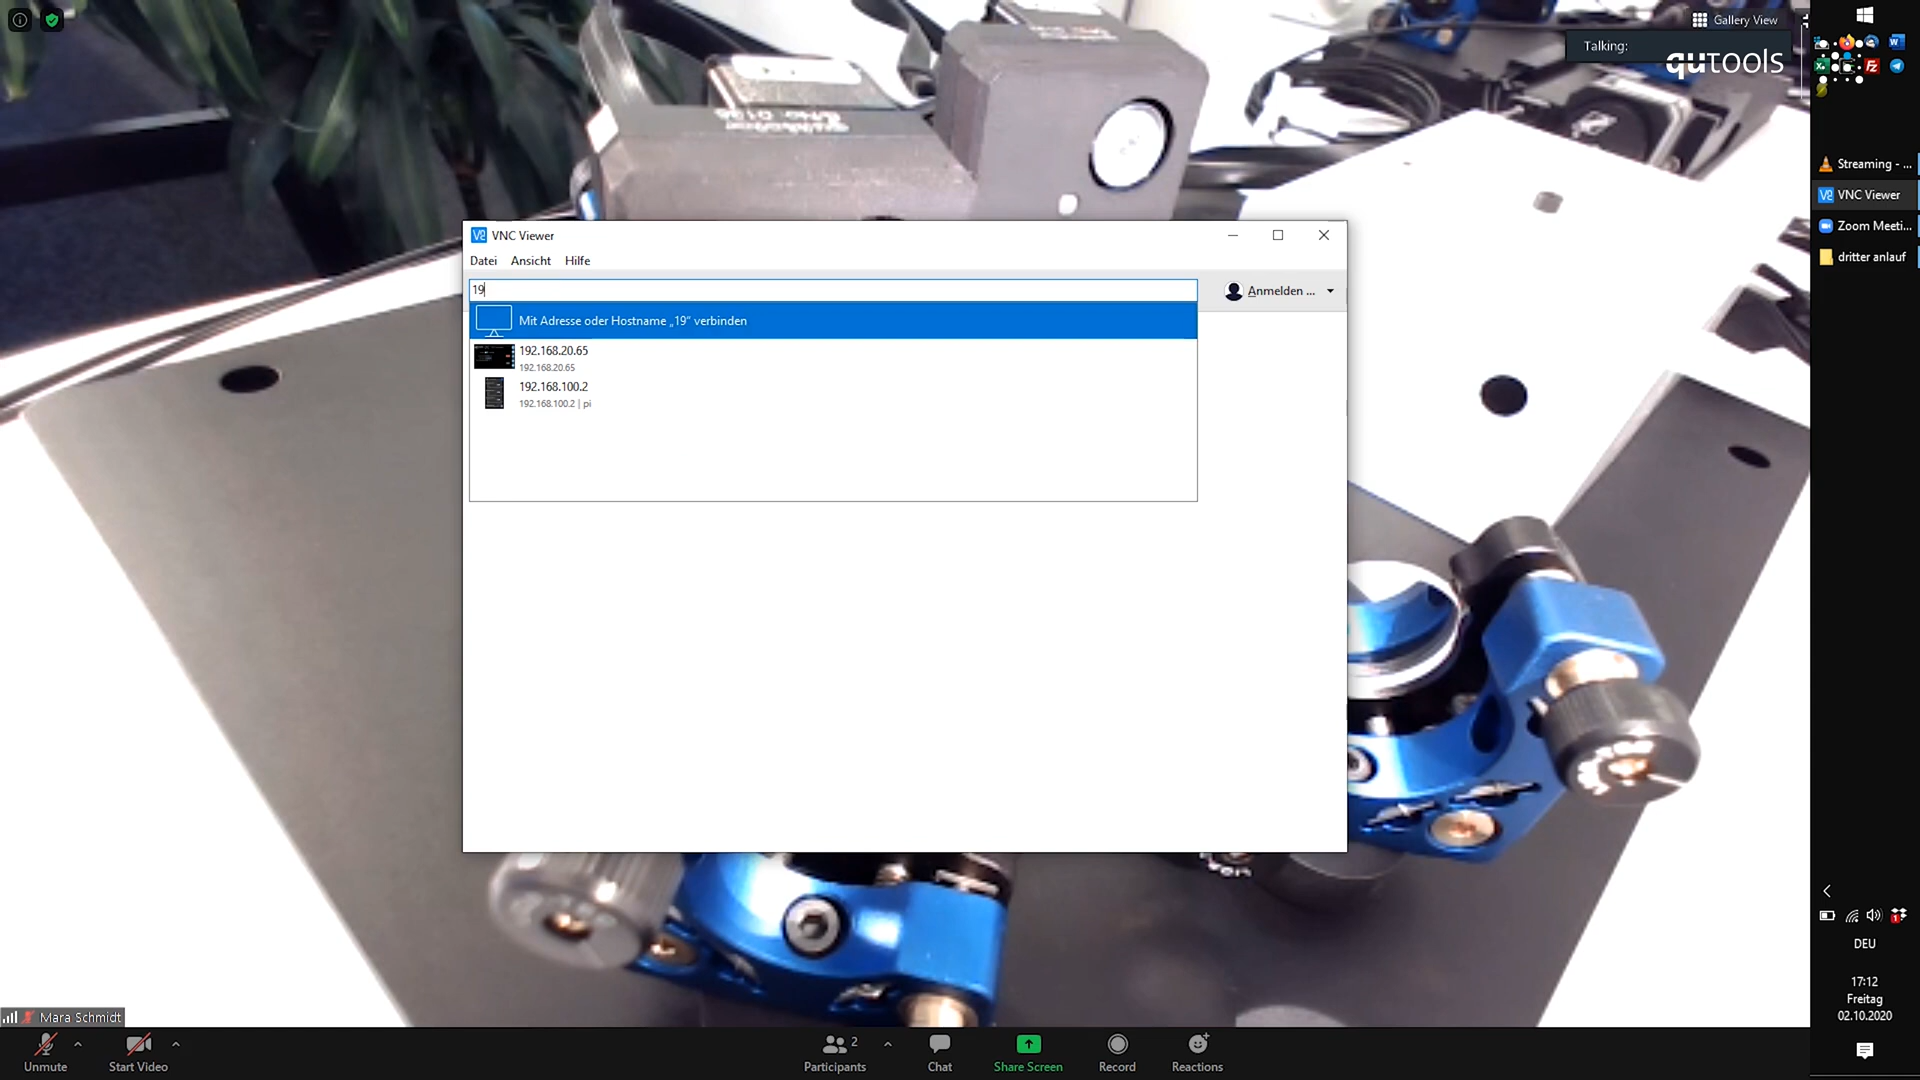 Gallery View
Talking:
qutools
VNC Viewer
Datei Ansicht Hilfe
19
Anmelden ...
Mit Adresse oder Hostname „19“ verbinden
192.168.20.65
192.168.20.65
192.168.100.2
192.168.100.2 | pi
Streaming - ...
VNC Viewer
Zoom Meeti...
dritter anlauf
DEU
17:12
Freitag
02.10.2020
Mara Schmidt
Unmute
Start Video
Participants
2
Chat
Share Screen
Record
Reactions